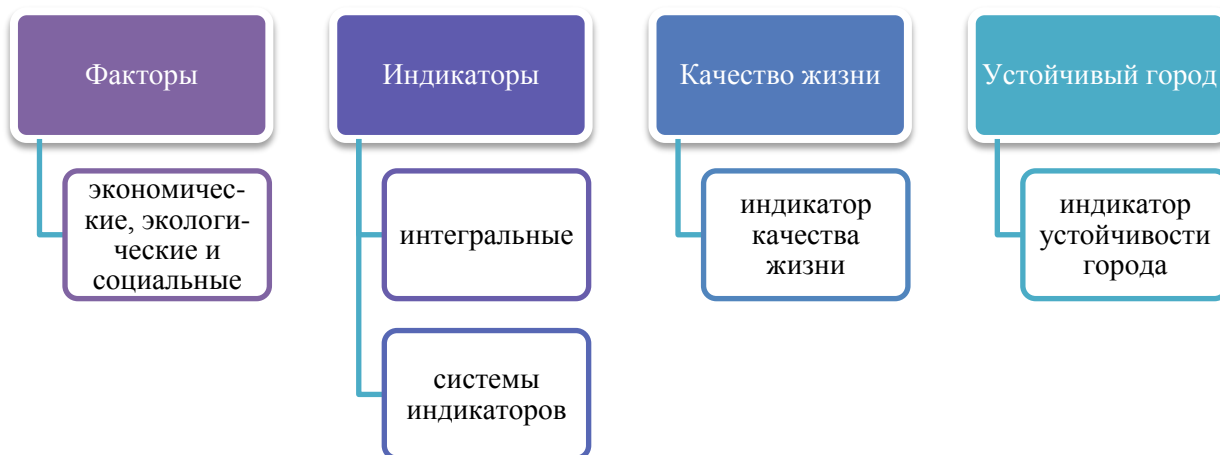 Факторы
экономичес-
кие, экологи-
ческие и
социальные
Индикаторы
интегральные
системы
индикаторов
Качество жизни
индикатор
качества
жизни
Устойчивый город
индикатор
устойчивости
города